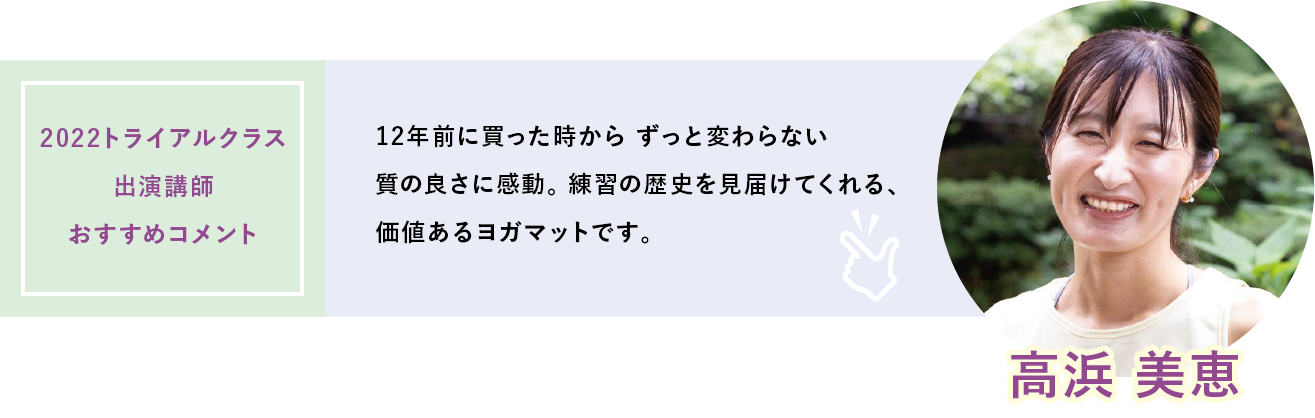 2022トライアルクラス
出演講師
おすすめコメント
12年前に買った時から ずっと変わらない
質の良さに感動。練習の歴史を見届けてくれる、
価値あるヨガマットです。
高浜 美恵